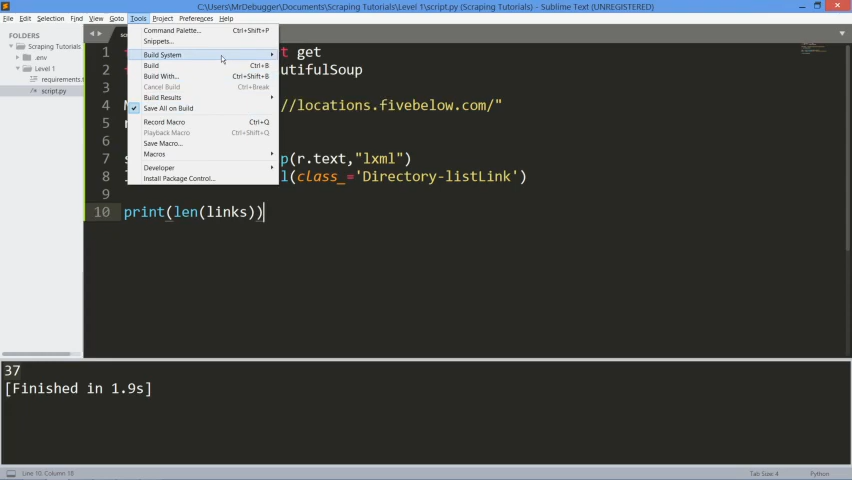 C:\Users\MrDebugger\Documents\Scraping Tutorials\Level 1\script.py (Scraping Tutorials) - Sublime Text (UNREGISTERED)
File Edit Selection Find View Goto Tools Project Preferences Help
FOLDERS
Scraping Tutorials
.env
Level 1
requirements.
script.py
Command Palette... Ctrl+Shift+P
Snippets...
Build System
Build Ctrl+B
Build With... Ctrl+Shift+B
Cancel Build Ctrl+Break
Build Results
Save All on Build
Record Macro Ctrl+Q
Playback Macro Ctrl+Shift+Q
Save Macro...
Macros
Developer
Install Package Control...
1 t get
2 utifulSoup
3
4 //locations.fivebelow.com/"
5
6
7 p(r.text,"lxml")
8 l(class_='Directory-listLink')
9
10 print(len(links))
37
[Finished in 1.9s]
Line 10, Column 18 Tab Size: 4 Python